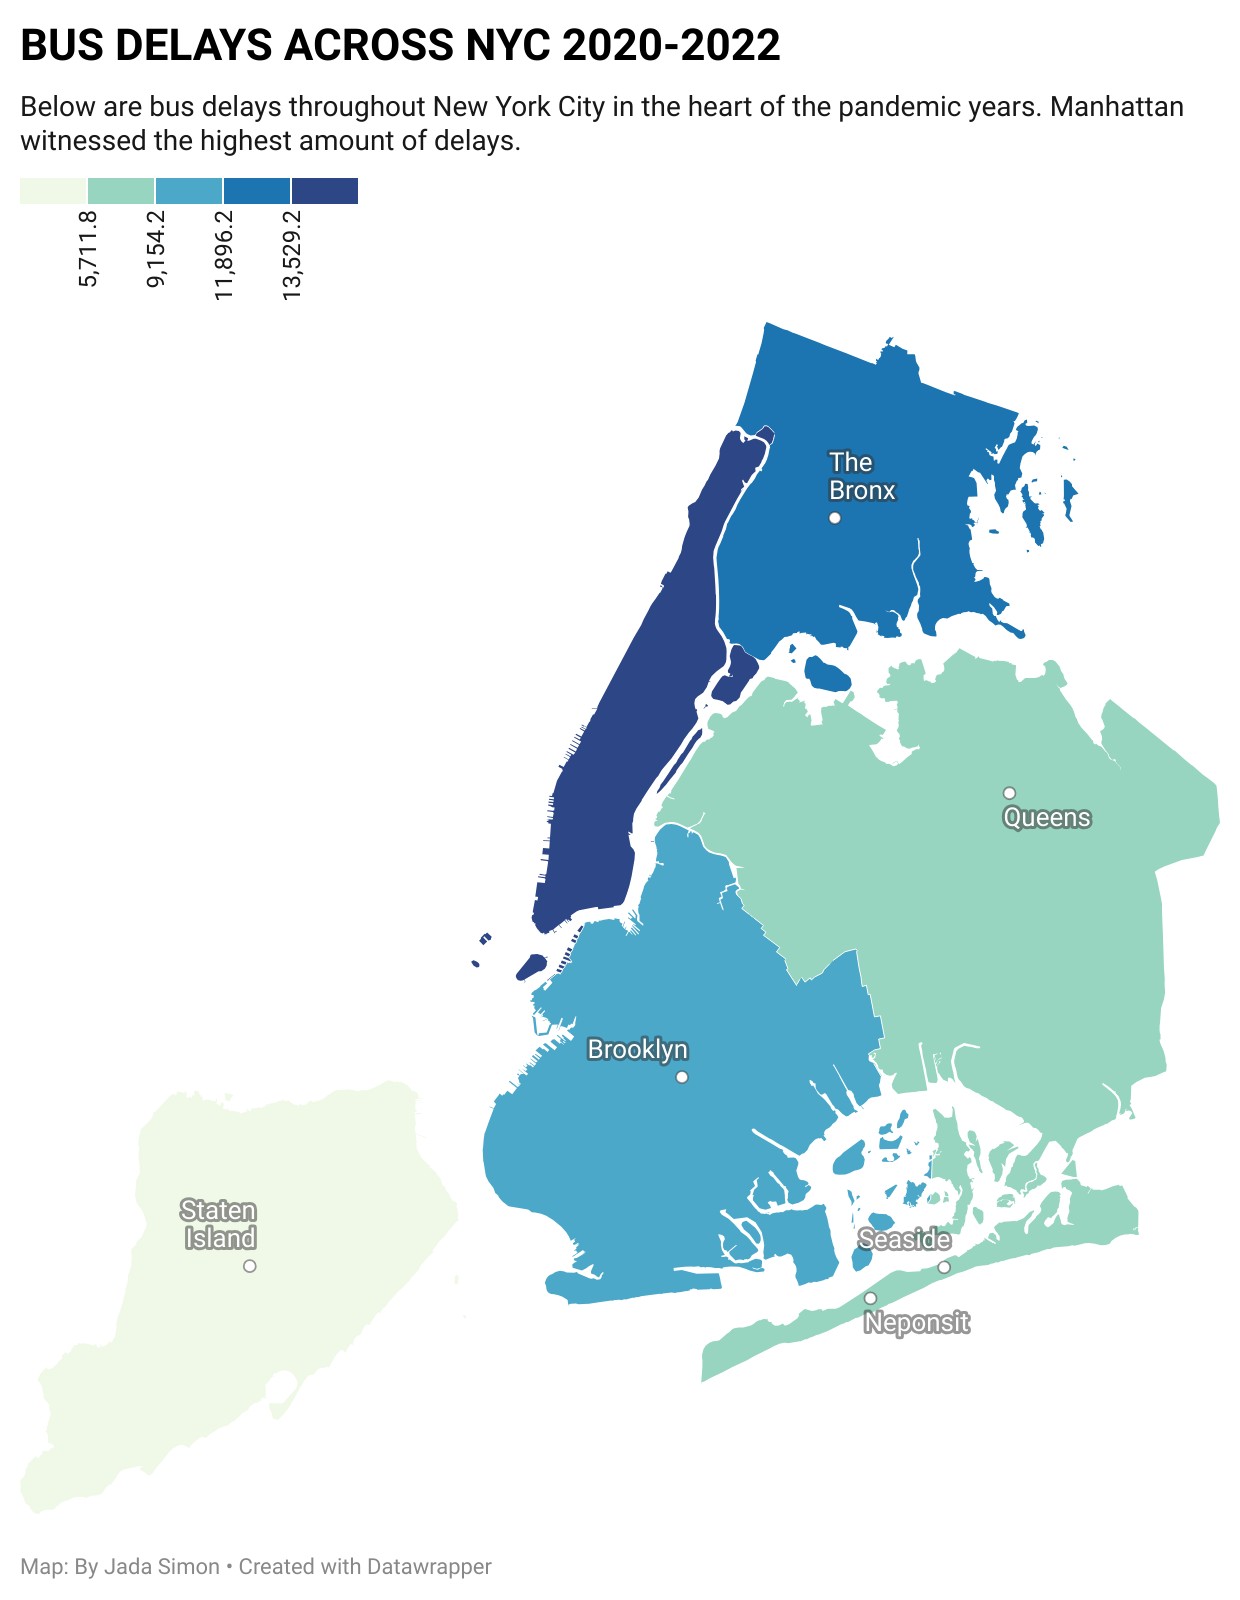 BUS DELAYS ACROSS NYC 2020-2022
Below are bus delays throughout New York City in the heart of the pandemic years. Manhattan
witnessed the highest amount of delays.
5,711.8
9,154.2
11,896.2
13,529.2
The
Bronx
Queens
Brooklyn
Staten
Island
Seaside
Neponsit
Map: By Jada Simon • Created with Datawrapper